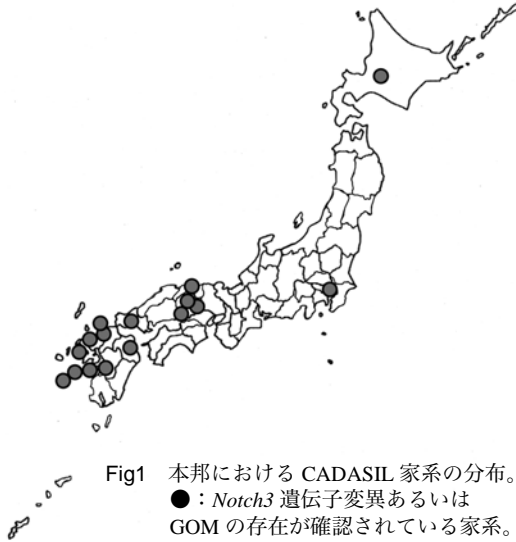 Fig1 本邦における CADASIL 家系の分布。
●：Notch3 遺伝子変異あるいは
GOM の存在が確認されている家系。